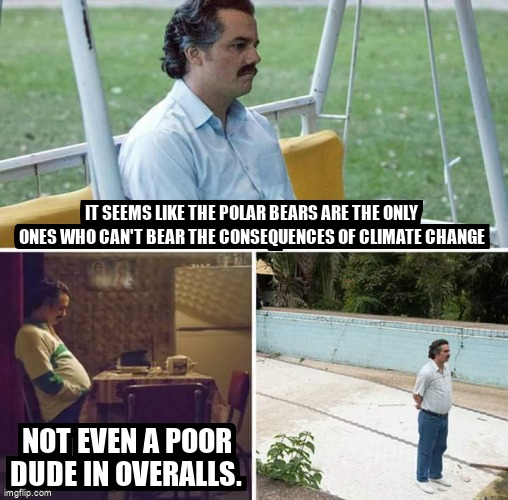 IT SEEMS LIKE THE POLAR BEARS ARE THE ONLY
ONES WHO CAN'T BEAR THE CONSEQUENCES OF CLIMATE CHANGE
NOT EVEN A POOR
DUDE IN OVERALLS.
imgflip.com